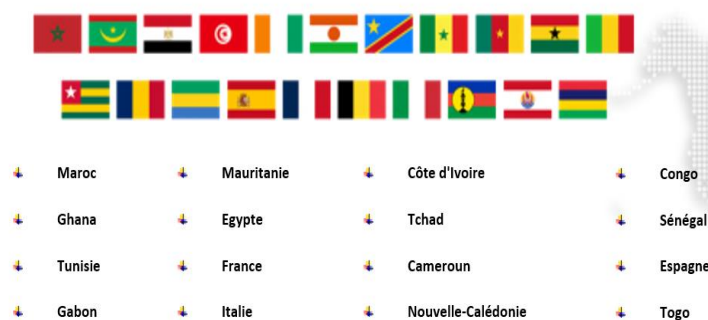 Maroc Mauritanie Côte d'Ivoire Congo
Ghana Egypte Tchad Sénégal
Tunisie France Cameroun Espagne
Gabon Italie Nouvelle-Calédonie Togo